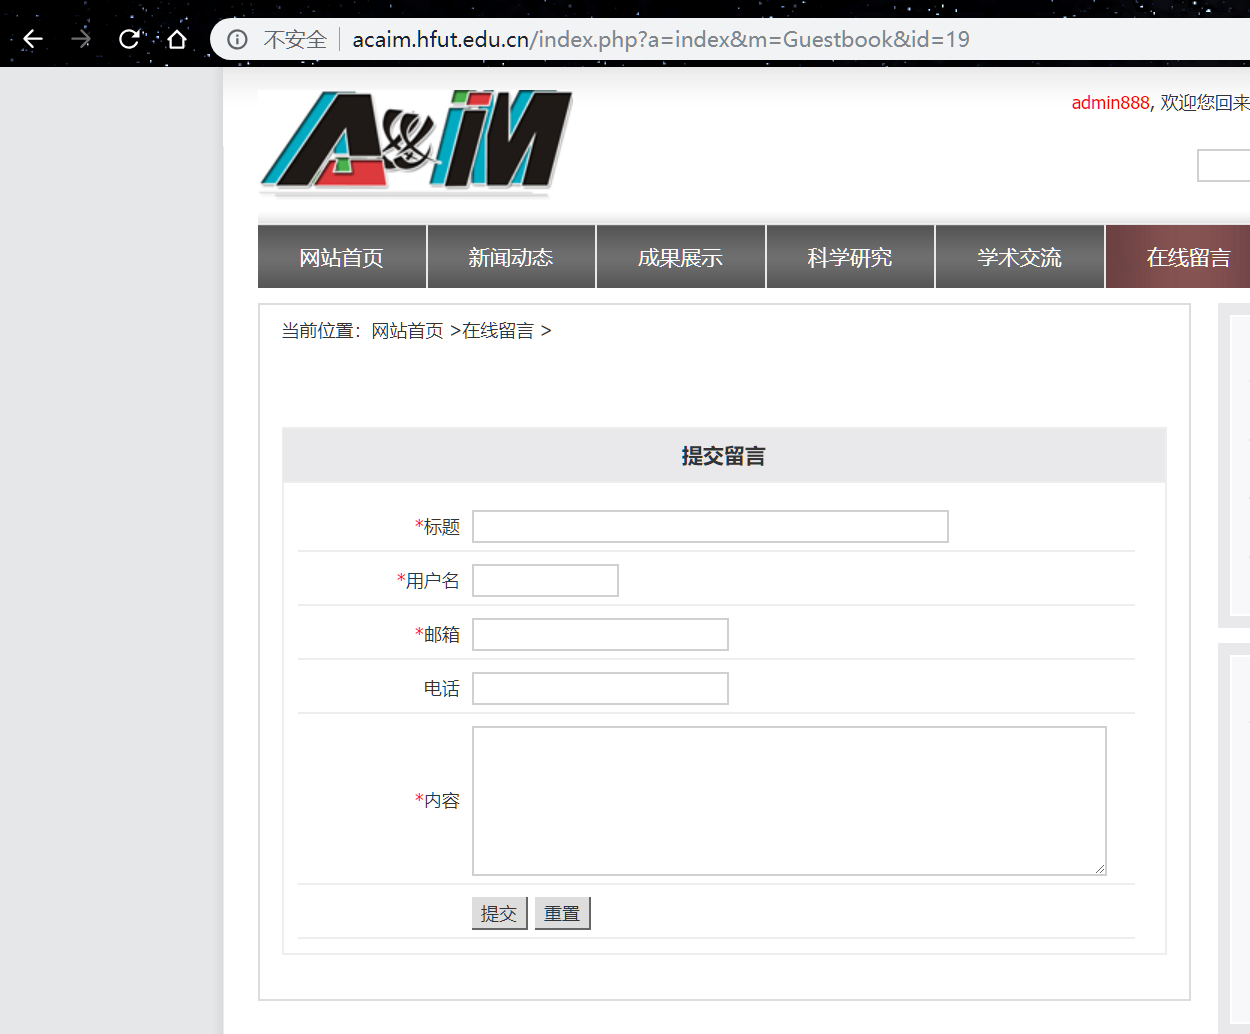 不安全 acaim.hfut.edu.cn/index.php?a=index&m=Guestbook&id=19
A&iM
admin888, 欢迎您回来
网站首页 新闻动态 成果展示 科学研究 学术交流 在线留言
当前位置：网站首页 >在线留言 >
提交留言
*标题
*用户名
*邮箱
电话
*内容
提交 重置